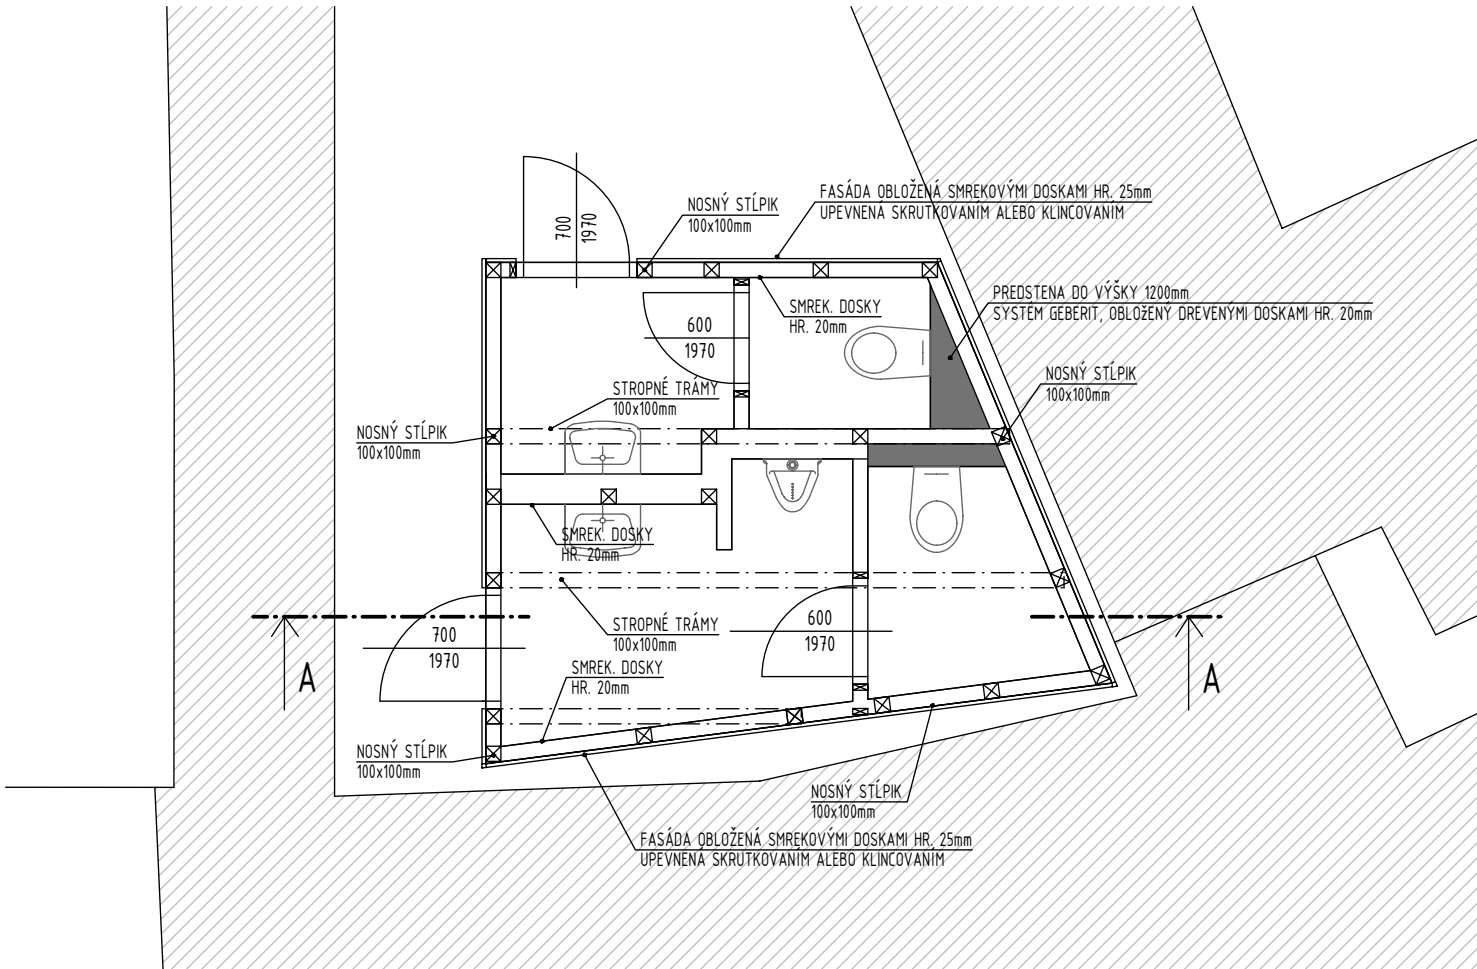 FASÁDA OBLOŽENÁ SMREKOVÝMI DOSKAMI HR. 25mm
UPEVNENÁ SKRUTKOVANÍM ALEBO KLINCOVANÍM
NOSNÝ STĹPIK
100x100mm
700
1970
PREDSTENA DO VÝŠKY 1200mm
SYSTÉM GEBERIT, OBLOŽENÝ DREVENÝMI DOSKAMI HR. 20mm
SMREK. DOSKY
HR. 20mm
600
1970
NOSNÝ STĹPIK
100x100mm
STROPNÉ TRÁMY
100x100mm
NOSNÝ STĹPIK
100x100mm
SMREK. DOSKY
HR. 20mm
STROPNÉ TRÁMY
100x100mm
600
1970
700
1970
A
A
SMREK. DOSKY
HR. 20mm
NOSNÝ STĹPIK
100x100mm
NOSNÝ STĹPIK
100x100mm
FASÁDA OBLOŽENÁ SMREKOVÝMI DOSKAMI HR. 25mm
UPEVNENÁ SKRUTKOVANÍM ALEBO KLINCOVANÍM